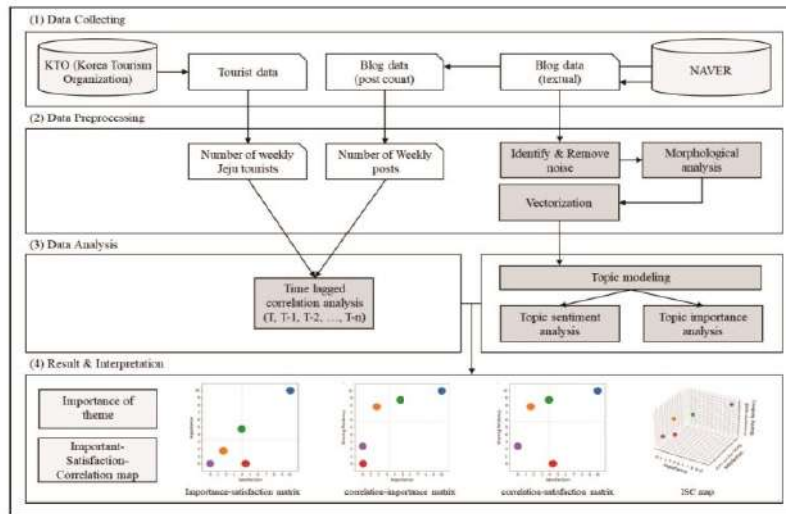 (1) Data Collecting
KTO (Korea Tourism
Organization)
Tourist data
Blog data
(post count)
Blog data
(textual)
NAVER
(2) Data Preprocessing
Number of weekly
Jeju tourists
Number of Weekly
posts
Identify & Remove
noise
Morphological
analysis
Vectorization
(3) Data Analysis
Time lagged
correlation analysis
(T, T-1, T-2, …, T-n)
Topic modeling
Topic sentiment
analysis
Topic importance
analysis
(4) Result & Interpretation
Importance of
theme
Important-
Satisfaction-
Correlation map
Importance-satisfaction matrix
correlation-importance matrix
correlation-satisfaction matrix
ISC map